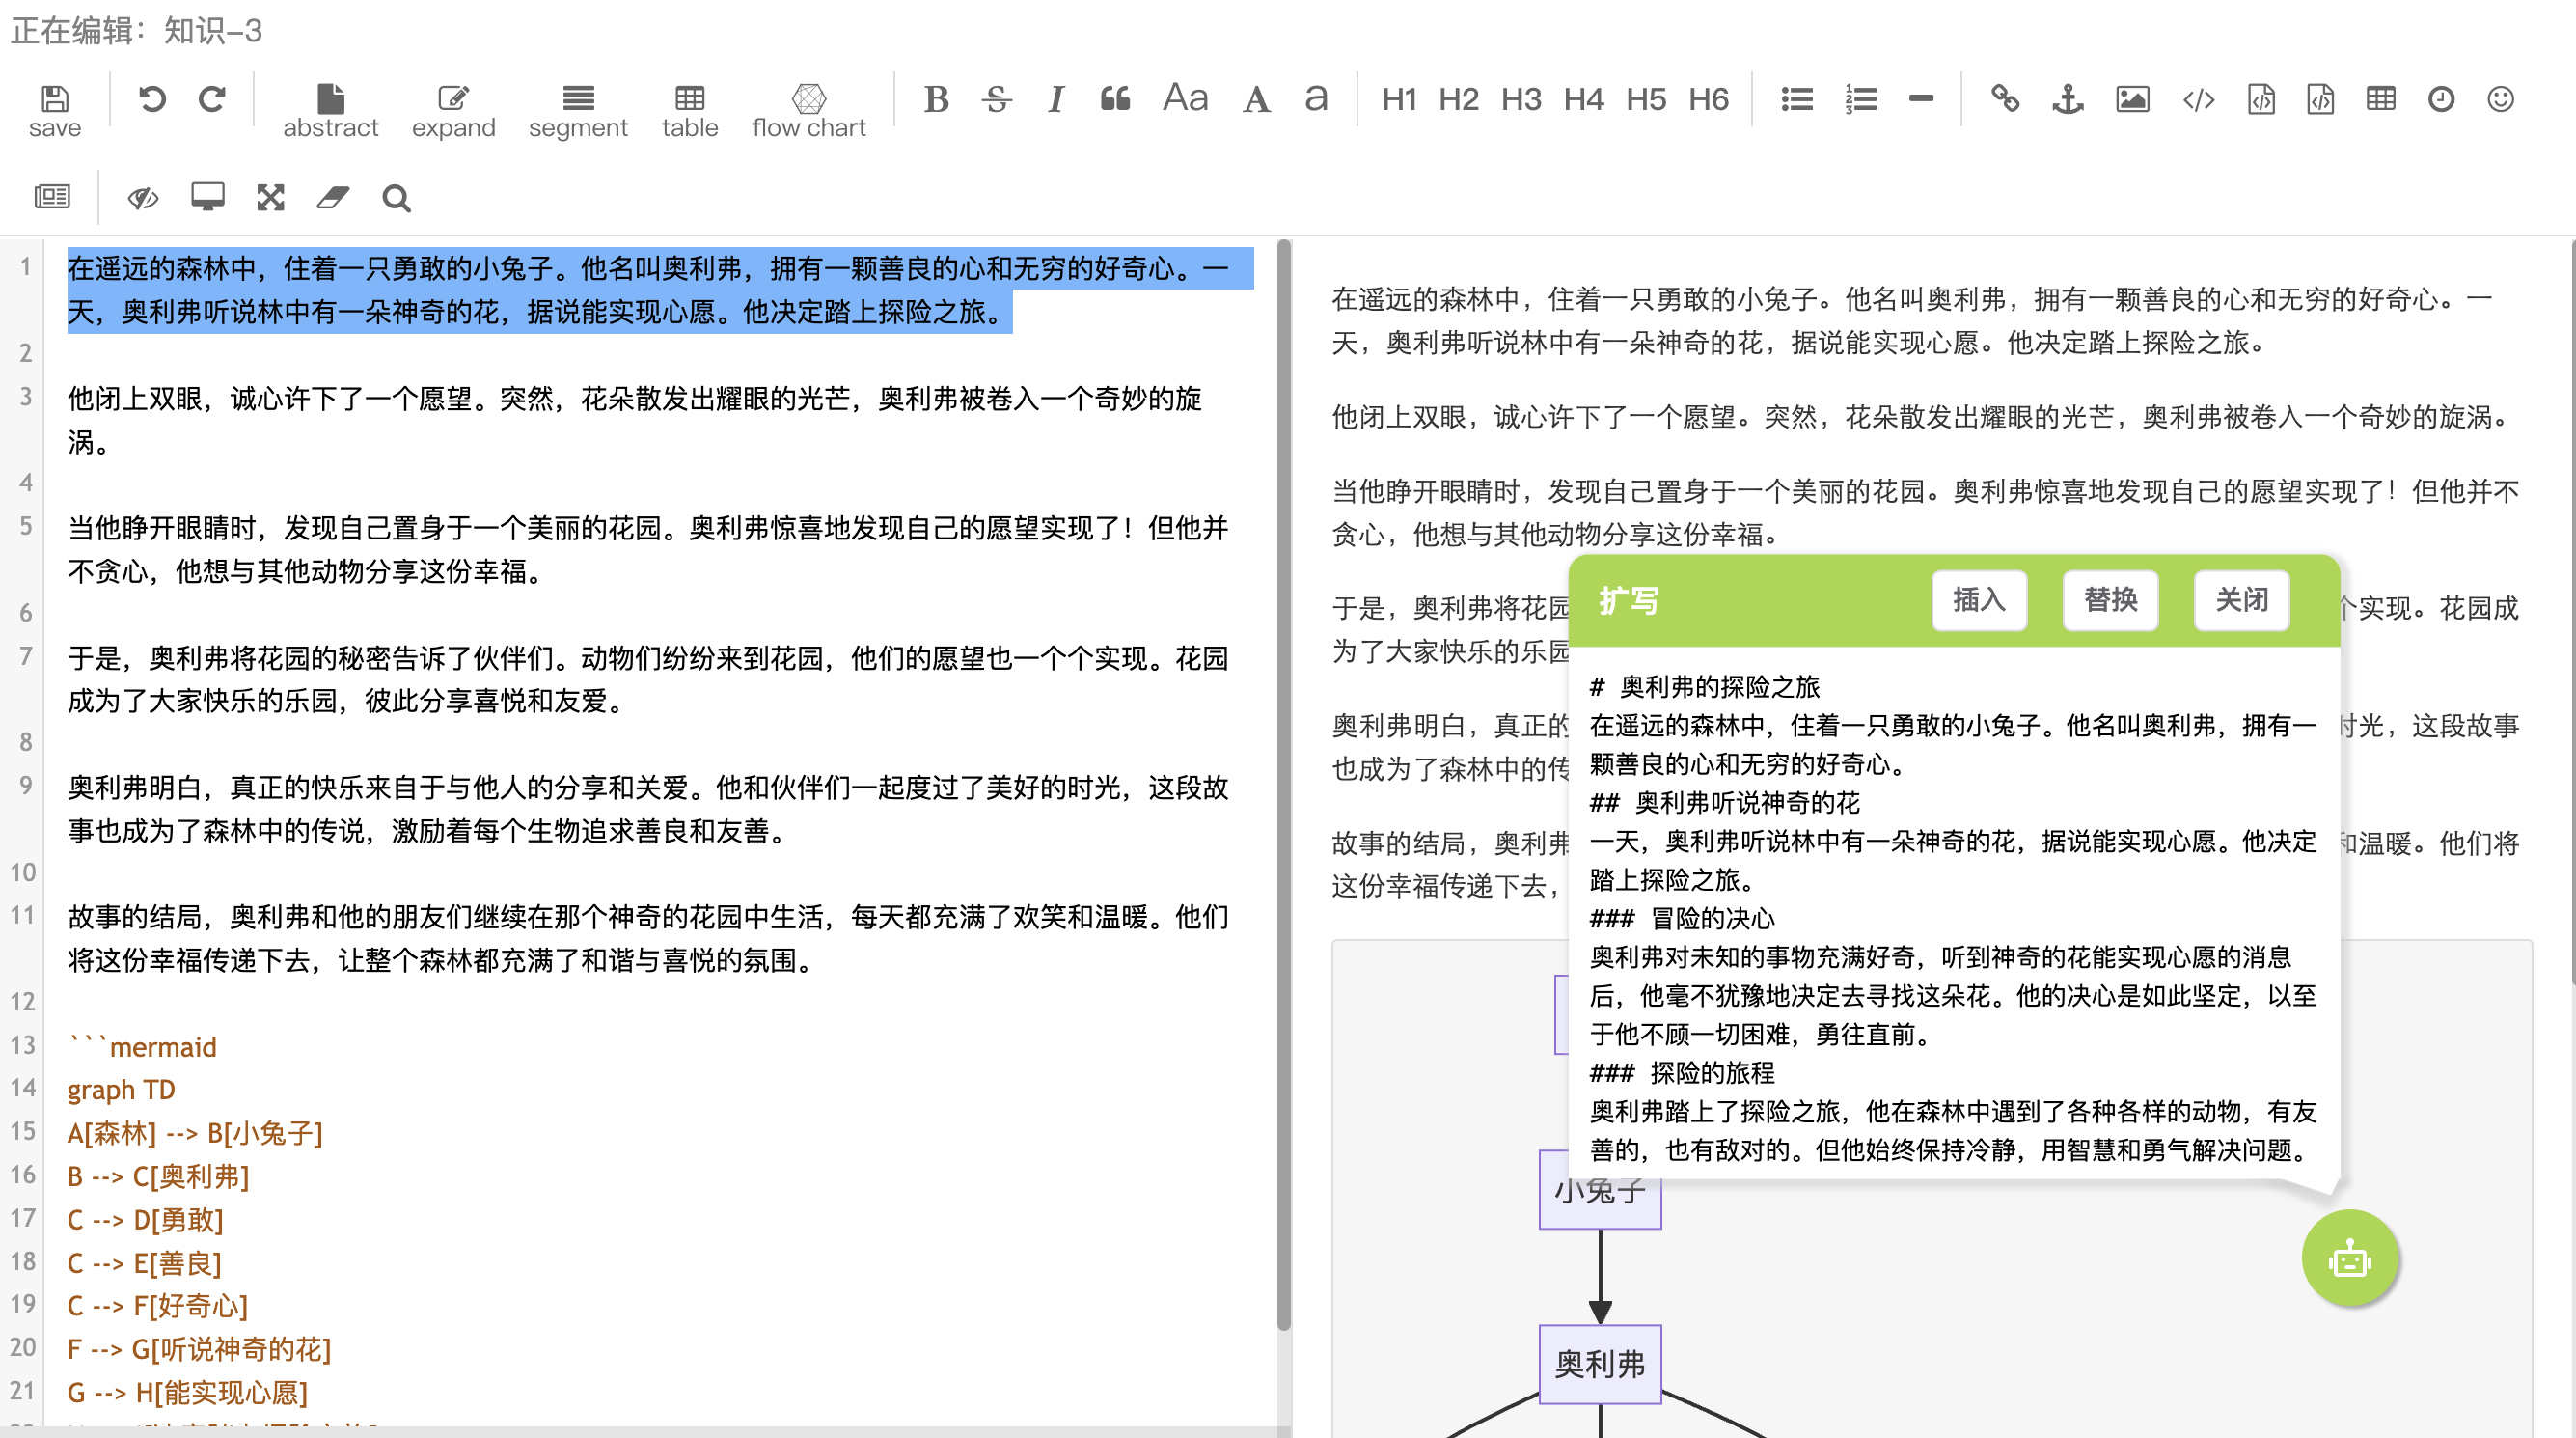 正在编辑：知识-3
save
abstract
expand
segment
table
flow chart
B S I Aa A a
H1 H2 H3 H4 H5 H6
1 在遥远的森林中，住着一只勇敢的小兔子。他名叫奥利弗，拥有一颗善良的心和无穷的好奇心。一
天，奥利弗听说林中有一朵神奇的花，据说能实现心愿。他决定踏上探险之旅。
2
3 他闭上双眼，诚心许下了一个愿望。突然，花朵散发出耀眼的光芒，奥利弗被卷入一个奇妙的旋
涡。
4
5 当他睁开眼睛时，发现自己置身于一个美丽的花园。奥利弗惊喜地发现自己的愿望实现了！但他并
不贪心，他想与其他动物分享这份幸福。
6
7 于是，奥利弗将花园的秘密告诉了伙伴们。动物们纷纷来到花园，他们的愿望也一个个实现。花园
成为了大家快乐的乐园，彼此分享喜悦和友爱。
8
9 奥利弗明白，真正的快乐来自于与他人的分享和关爱。他和伙伴们一起度过了美好的时光，这段故
事也成为了森林中的传说，激励着每个生物追求善良和友善。
10
11 故事的结局，奥利弗和他的朋友们继续在那个神奇的花园中生活，每天都充满了欢笑和温暖。他们
将这份幸福传递下去，让整个森林都充满了和谐与喜悦的氛围。
12
13 ```mermaid
14 graph TD
15 A[森林] --> B[小兔子]
16 B --> C[奥利弗]
17 C --> D[勇敢]
18 C --> E[善良]
19 C --> F[好奇心]
20 F --> G[听说神奇的花]
21 G --> H[能实现心愿]
在遥远的森林中，住着一只勇敢的小兔子。他名叫奥利弗，拥有一颗善良的心和无穷的好奇心。一
天，奥利弗听说林中有一朵神奇的花，据说能实现心愿。他决定踏上探险之旅。
他闭上双眼，诚心许下了一个愿望。突然，花朵散发出耀眼的光芒，奥利弗被卷入一个奇妙的旋涡。
当他睁开眼睛时，发现自己置身于一个美丽的花园。奥利弗惊喜地发现自己的愿望实现了！但他并不
贪心，他想与其他动物分享这份幸福。
于是，奥利弗将花园 个实现。花园成
为了大家快乐的乐园
奥利弗明白，真正的 时光，这段故事
也成为了森林中的传
故事的结局，奥利弗 和温暖。他们将
这份幸福传递下去，
扩写
插入
替换
关闭
# 奥利弗的探险之旅
在遥远的森林中，住着一只勇敢的小兔子。他名叫奥利弗，拥有一
颗善良的心和无穷的好奇心。
## 奥利弗听说神奇的花
一天，奥利弗听说林中有一朵神奇的花，据说能实现心愿。他决定
踏上探险之旅。
### 冒险的决心
奥利弗对未知的事物充满好奇，听到神奇的花能实现心愿的消息
后，他毫不犹豫地决定去寻找这朵花。他的决心是如此坚定，以至
于他不顾一切困难，勇往直前。
### 探险的旅程
奥利弗踏上了探险之旅，他在森林中遇到了各种各样的动物，有友
善的，也有敌对的。但他始终保持冷静，用智慧和勇气解决问题。
小兔子
奥利弗